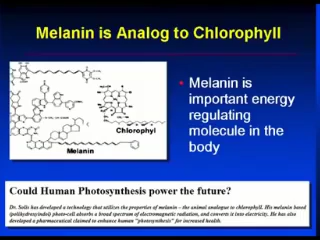 Melanin is Analog to Chlorophyll
• Melanin is
important energy
regulating
molecule in the
body
Chlorophyl
Melanin
Could Human Photosynthesis power the future?
Dr. Solis has developed a technology that utilizes the properties of melanin – the animal analogue to chlorophyll. His melanin based
(polihydroxyindol) photo-cell absorbs a broad spectrum of electromagnetic radiation, and converts it into electricity. He has also
developed a pharmaceutical claimed to enhance human "photosynthesis" for increased health.